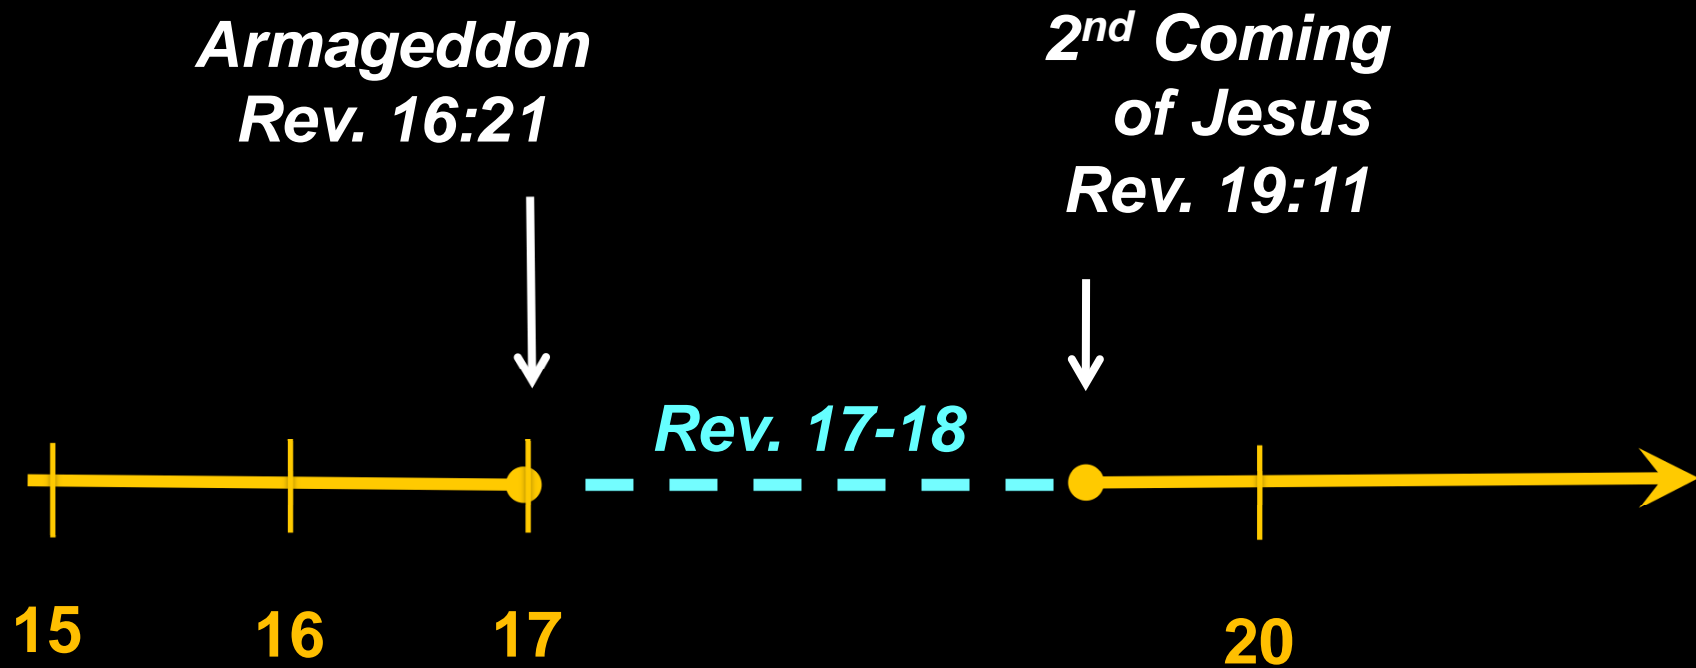 Armageddon
Rev. 16:21
2nd Coming
of Jesus
Rev. 19:11
Rev. 17-18
15 16 17 20